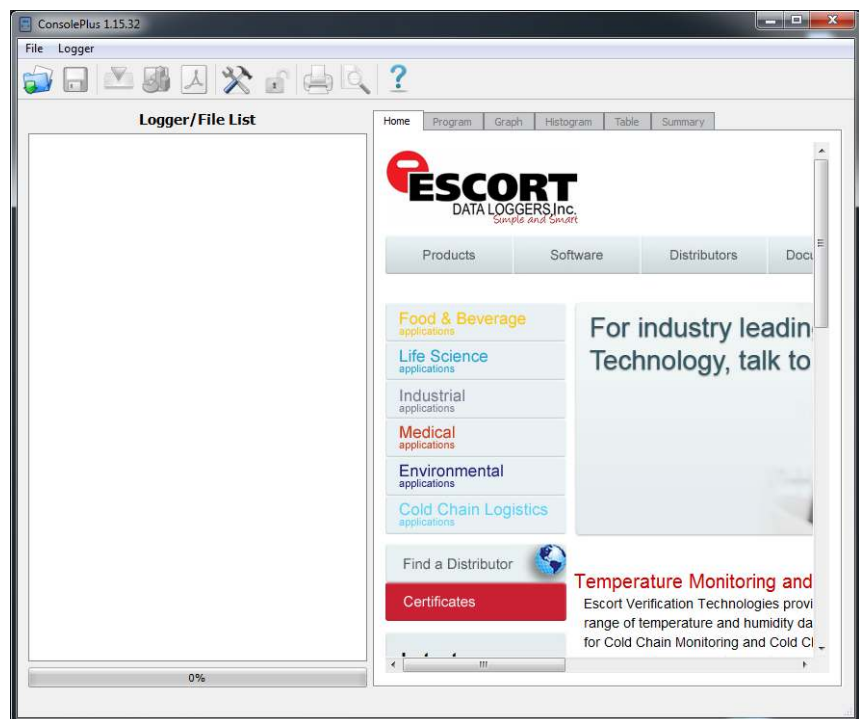 ConsolePlus 1.15.32
File Logger
Logger/File List
Home Program Graph Histogram Table Summary
ESCORT
DATA LOGGERS,Inc.
Simple and Smart
Products Software Distributors Docu
Food & Beverage
applications
Life Science
applications
Industrial
applications
Medical
applications
Environmental
applications
Cold Chain Logistics
applications
For industry leadin
Technology, talk to
Find a Distributor
Certificates
Temperature Monitoring and
Escort Verification Technologies provi
range of temperature and humidity da
for Cold Chain Monitoring and Cold C
0%